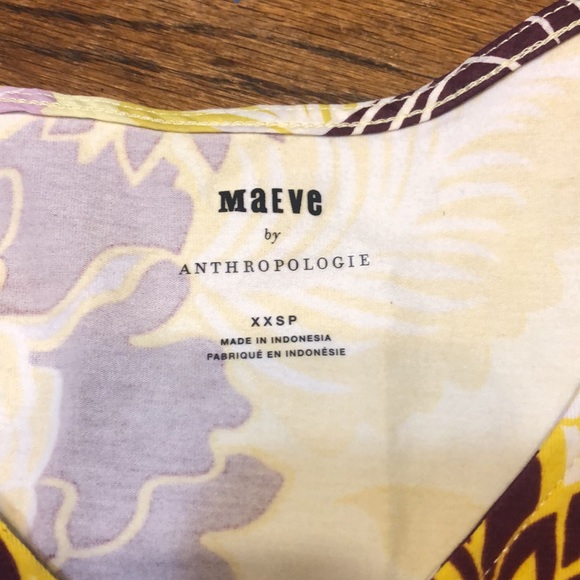 MaEve
by
ANTHROPOLOGIE
XXSP
MADE IN INDONESIA
FABRIQUÉ EN INDONÉSIE